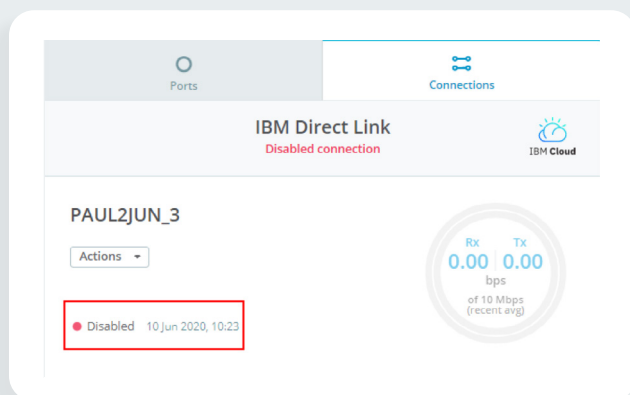 Ports
Connections
IBM Direct Link
Disabled connection
IBM Cloud
PAUL2JUN_3
Actions
Rx Tx
0.00 0.00
bps
of 10 Mbps
(recent avg)
Disabled 10 Jun 2020, 10:23